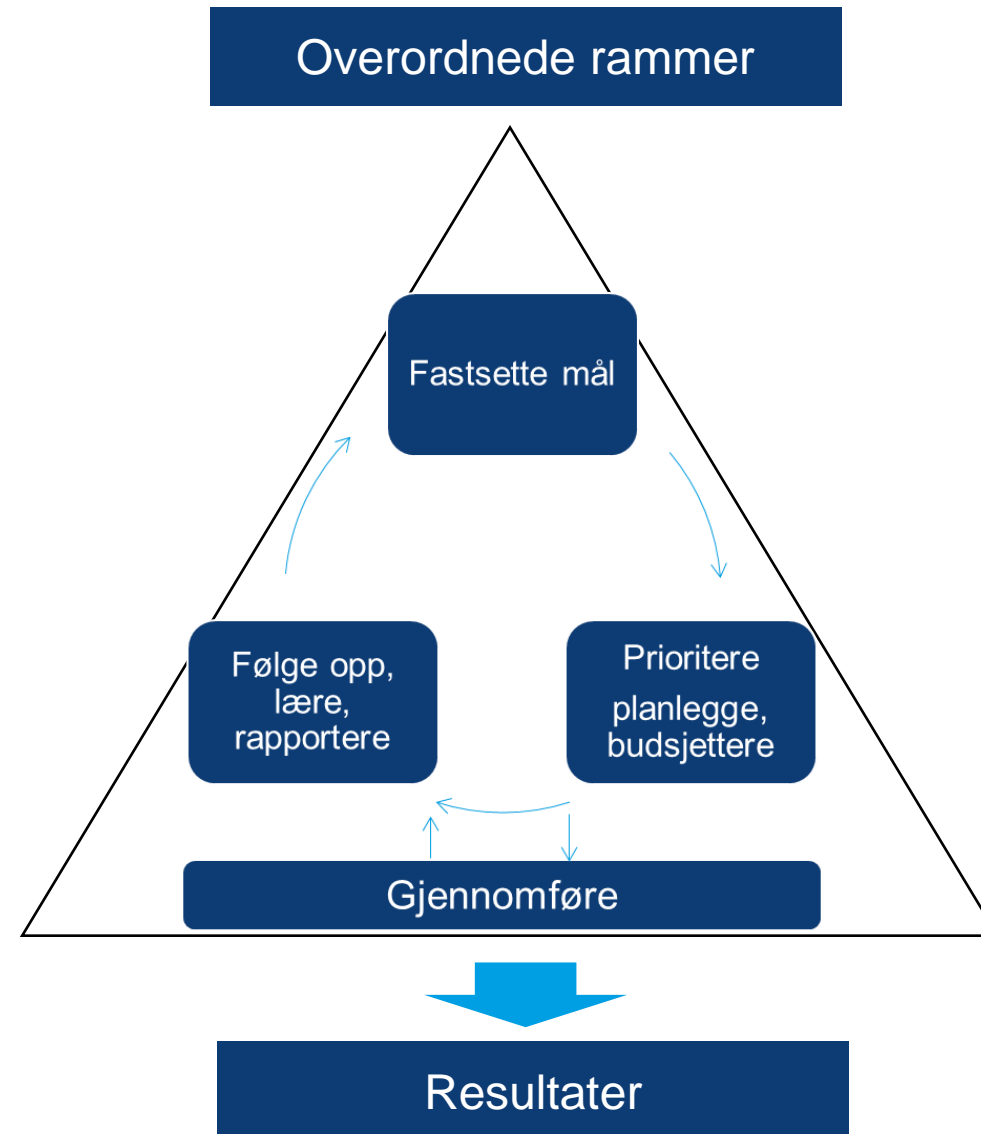 Overordnede rammer
Fastsette mål
Følge opp,
lære,
rapportere
Prioritere
planlegge,
budsjettere
Gjennomføre
Resultater